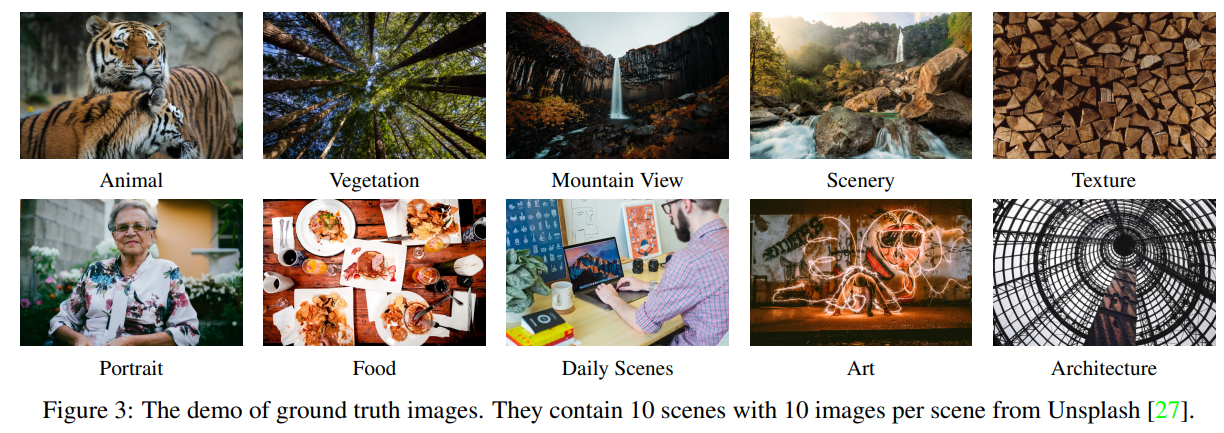 Animal
Vegetation
Mountain View
Scenery
Texture
Portrait
Food
Daily Scenes
Art
Architecture
Figure 3: The demo of ground truth images. They contain 10 scenes with 10 images per scene from Unsplash [27].